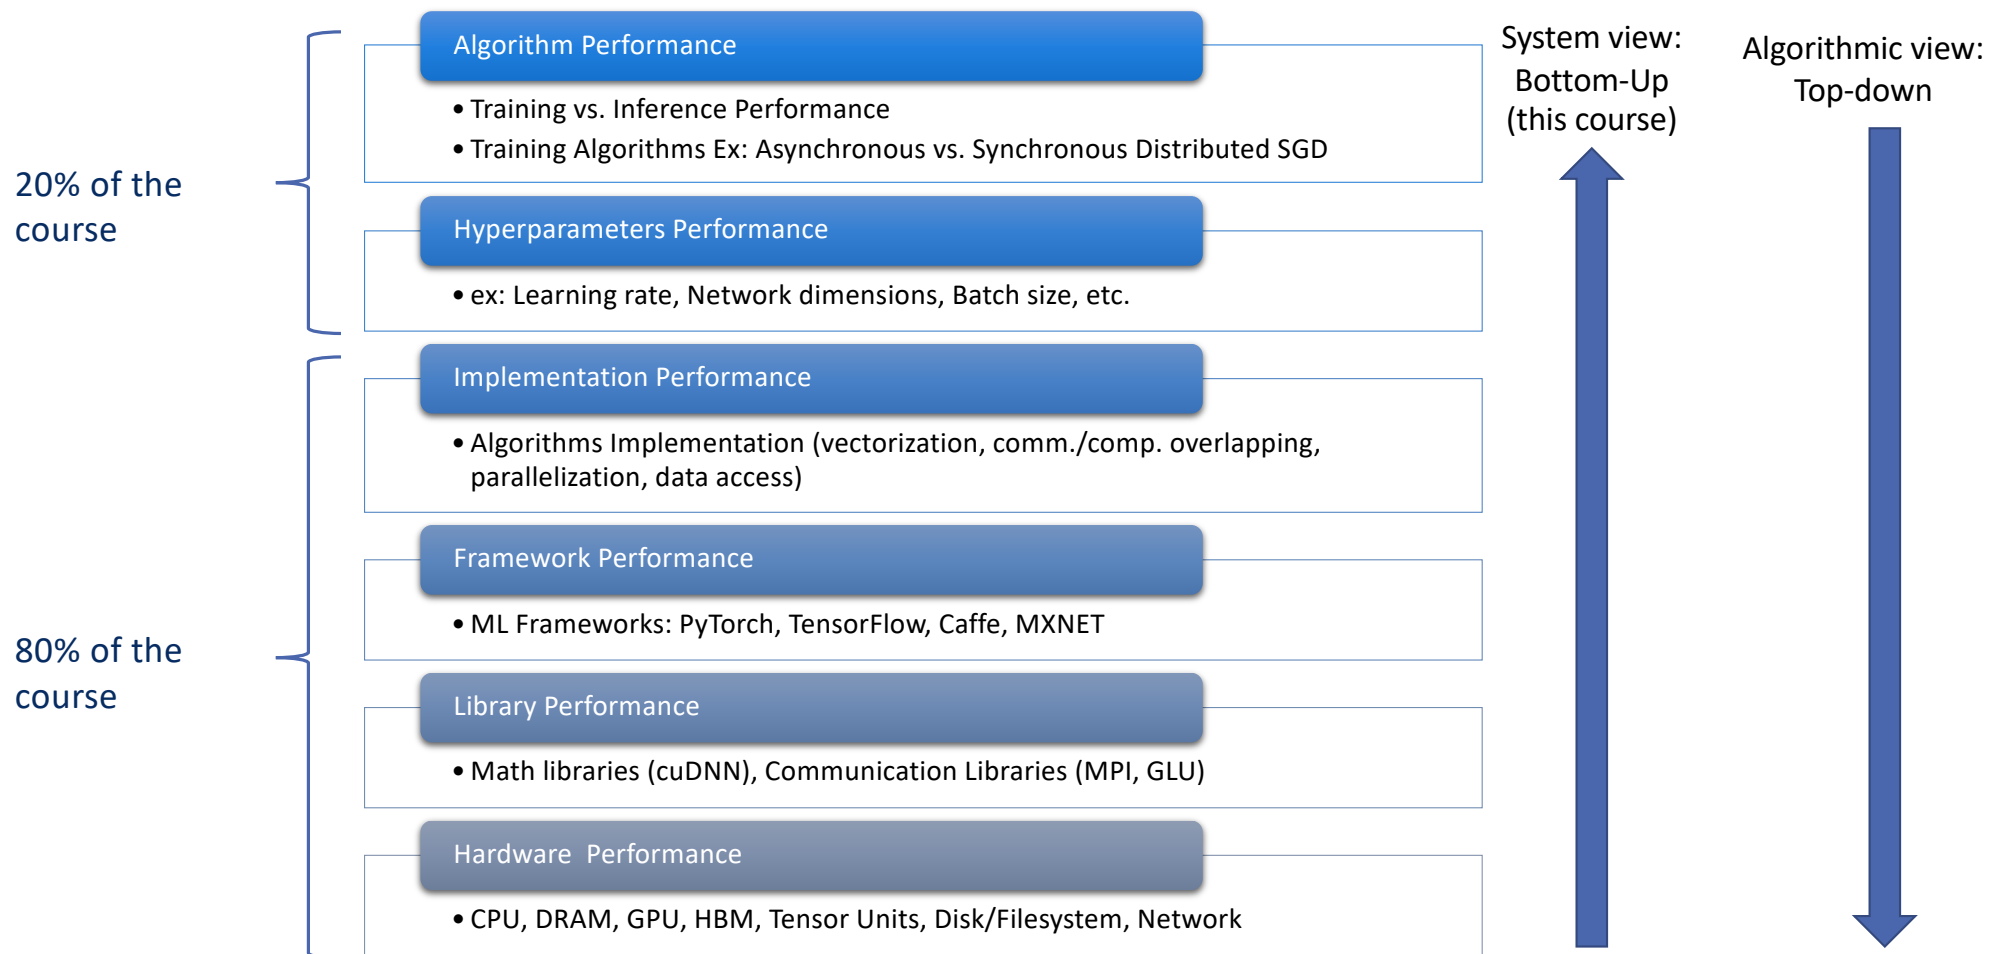 20% of the
course
80% of the
course
Algorithm Performance
• Training vs. Inference Performance
• Training Algorithms Ex: Asynchronous vs. Synchronous Distributed SGD
Hyperparameters Performance
• ex: Learning rate, Network dimensions, Batch size, etc.
Implementation Performance
• Algorithms Implementation (vectorization, comm./comp. overlapping,
parallelization, data access)
Framework Performance
• ML Frameworks: PyTorch, TensorFlow, Caffe, MXNET
Library Performance
• Math libraries (cuDNN), Communication Libraries (MPI, GLU)
Hardware  Performance
• CPU, DRAM, GPU, HBM, Tensor Units, Disk/Filesystem, Network
System view:
Bottom-Up
(this course)
Algorithmic view:
Top-down